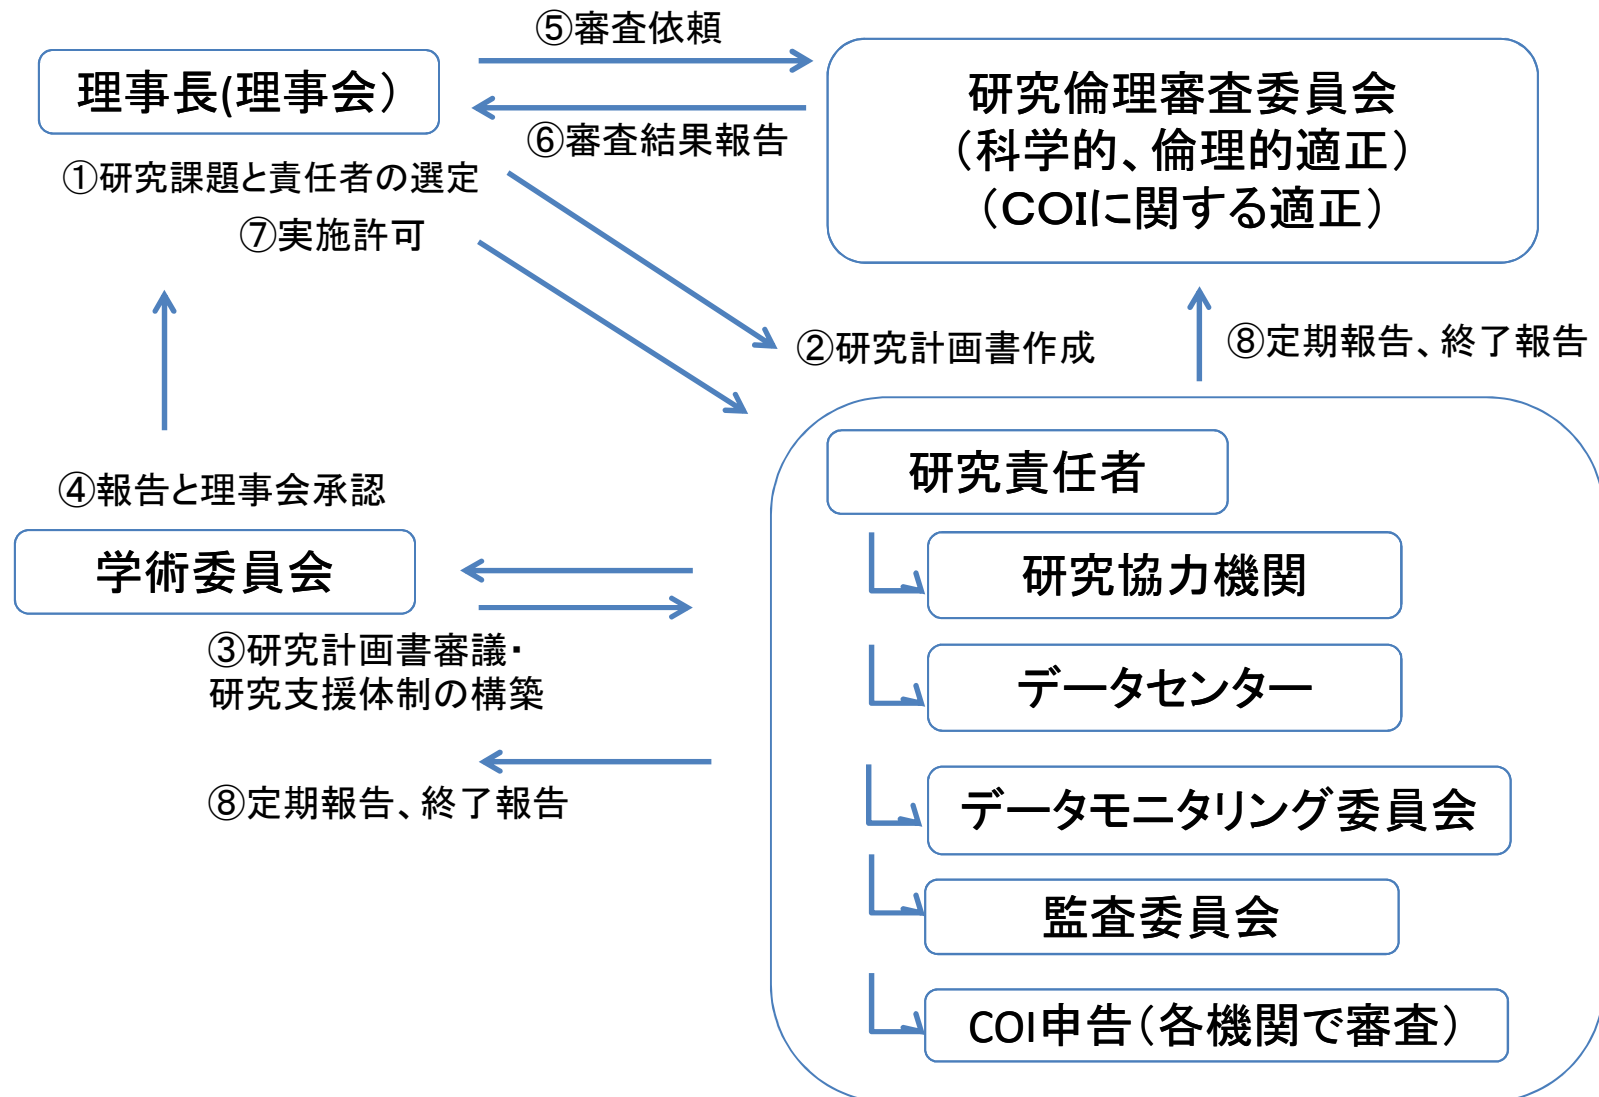 ⑤審査依頼
理事長(理事会）
研究倫理審査委員会
（科学的、倫理的適正）
（COIに関する適正）
⑥審査結果報告
①研究課題と責任者の選定
⑦実施許可
②研究計画書作成
⑧定期報告、終了報告
④報告と理事会承認
学術委員会
③研究計画書審議・
研究支援体制の構築
⑧定期報告、終了報告
研究責任者
研究協力機関
データセンター
データモニタリング委員会
監査委員会
COI申告（各機関で審査）